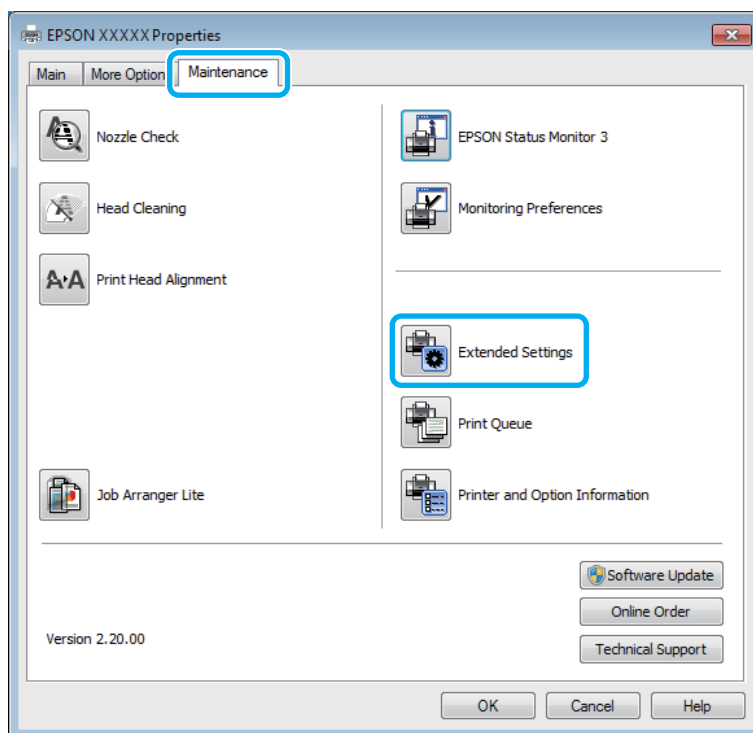 EPSON XXXXX Properties
Main
More Option
Maintenance
Nozzle Check
Head Cleaning
A A Print Head Alignment
Job Arranger Lite
EPSON Status Monitor 3
Monitoring Preferences
Extended Settings
Print Queue
Printer and Option Information
Software Update
Online Order
Version 2.20.00
Technical Support
OK
Cancel
Help